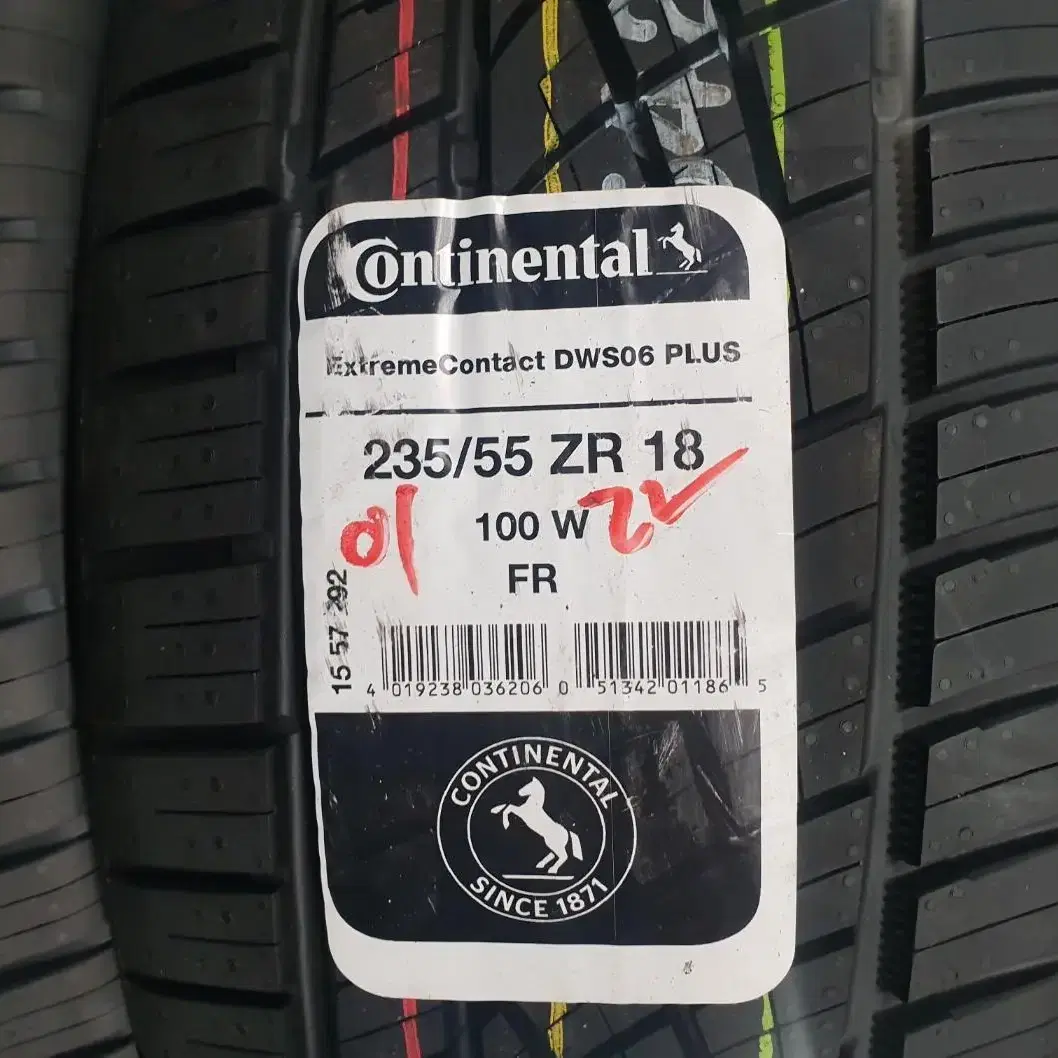 Continental
ExtremeContact DWS06 PLUS
235/55 ZR 18
01 100 W 22
FR
15 57 292
4 019238 036206 0 51342 01186 5
CONTINENTAL
SINCE 1871